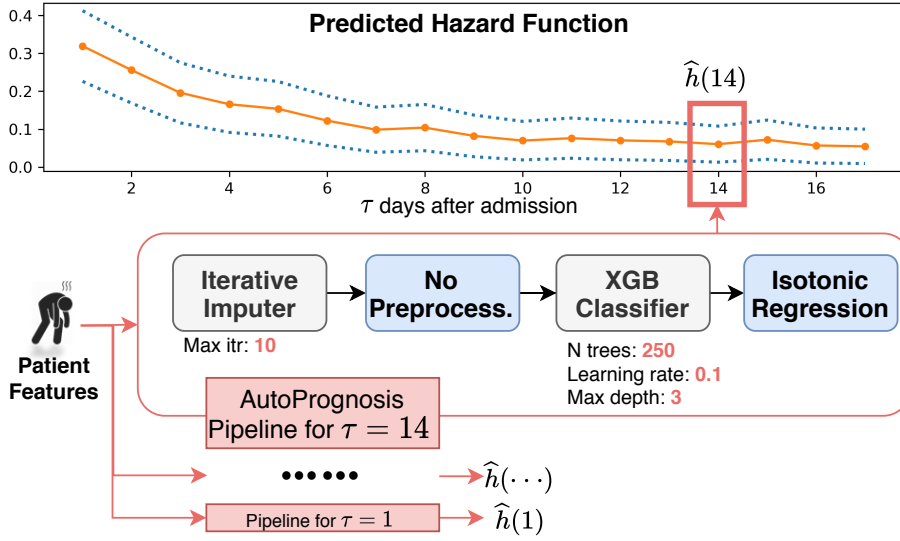 Predicted Hazard Function
0.4
0.3
0.2
0.1
0.0
2
4
6
8
10
12
14
16
τ days after admission
ĥ(14)
Iterative
Imputer
No
Preprocess.
XGB
Classifier
Isotonic
Regression
Max itr: 10
N trees: 250
Learning rate: 0.1
Max depth: 3
Patient
Features
AutoPrognosis
Pipeline for τ = 14
••••••
ĥ(···)
Pipeline for τ = 1
ĥ(1)